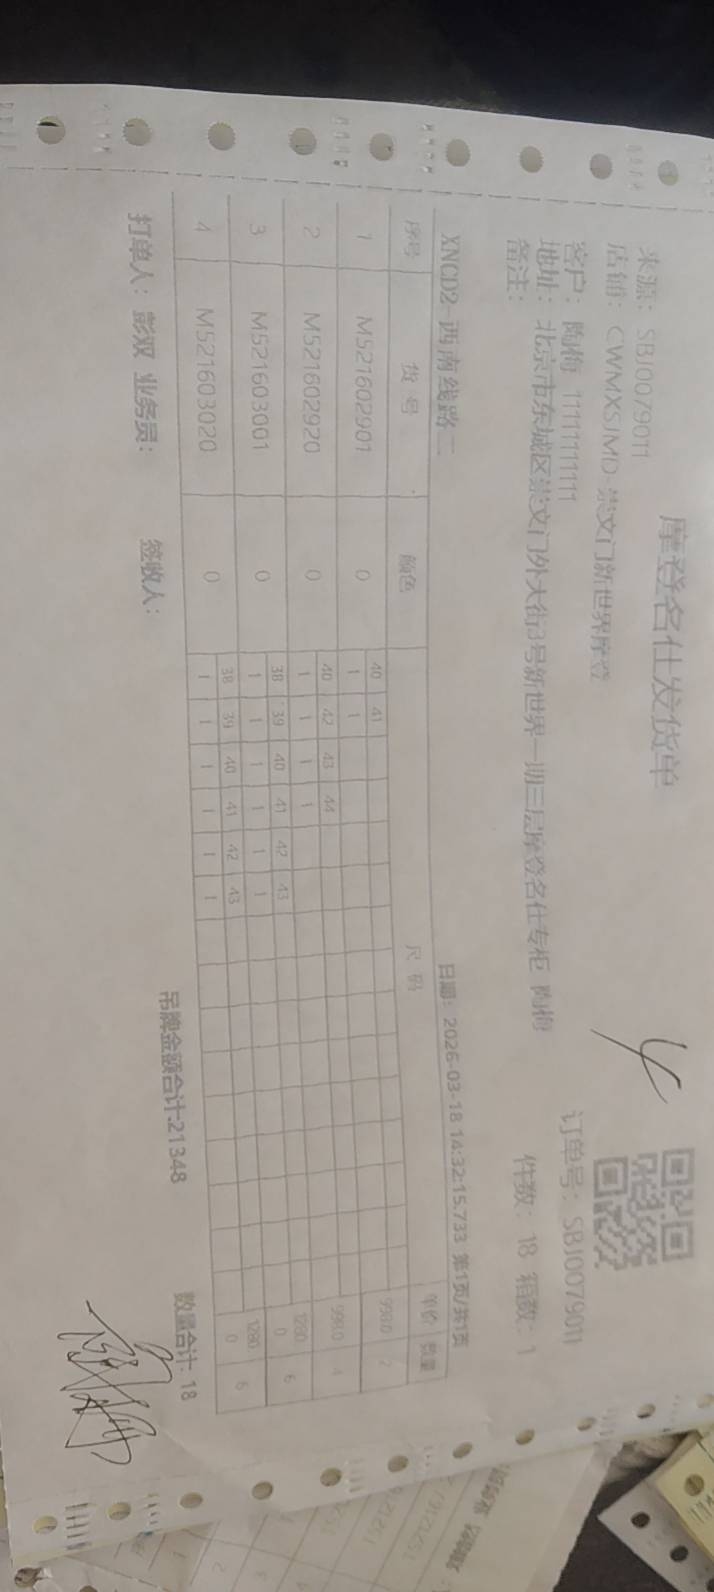 摩登名仕发货单
来源：SBJ0079011
店铺：CWMXSJMD-崇文门新世界摩登
订单号：SBJ0079011
客户：陶梅 11111111111
件数：18 箱数：1
地址：北京市东城区崇文门外大街3号新世界一期三层摩登名仕专柜 陶梅
备注：
XNCD2-西南线路二 日期：2026-03-18 14:32:15.733 第1页/共1页
序号 货号 颜色 尺码 单价 数量
40 41
1 M521602901 0 1 1 998.0 2
40 42 43 44
2 M521602920 0 1 1 1 1 998.0 4
38 39 40 41 42 43
3 M521603001 0 1 1 1 1 1 1 1280.0 6
38 39 40 41 42 43
4 M521603020 0 1 1 1 1 1 1 1280.0 6
吊牌金额合计:21348 数量合计: 18
打单人：彭双 业务员： 签收人：